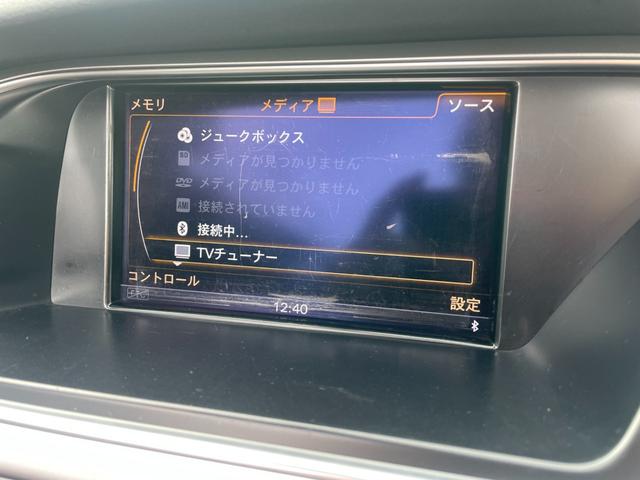 メモリ メディア ソース
ジュークボックス
SD メディアが見つかりません
DVD メディアが見つかりません
AMI 接続されていません
接続中...
TVチューナー
コントロール
設定
12:40